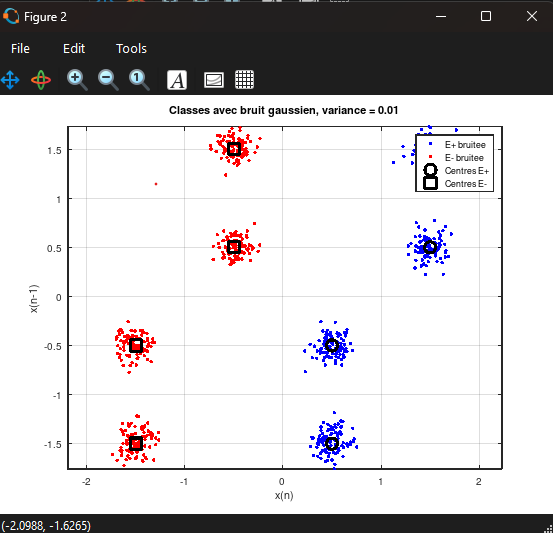 Figure 2
File Edit Tools
1 A
Classes avec bruit gaussien, variance = 0.01
E+ bruitee
E- bruitee
Centres E+
Centres E-
1.5
1
0.5
0
-0.5
-1
-1.5
x(n-1)
-2 -1 0 1 2
x(n)
(-2.0988, -1.6265)